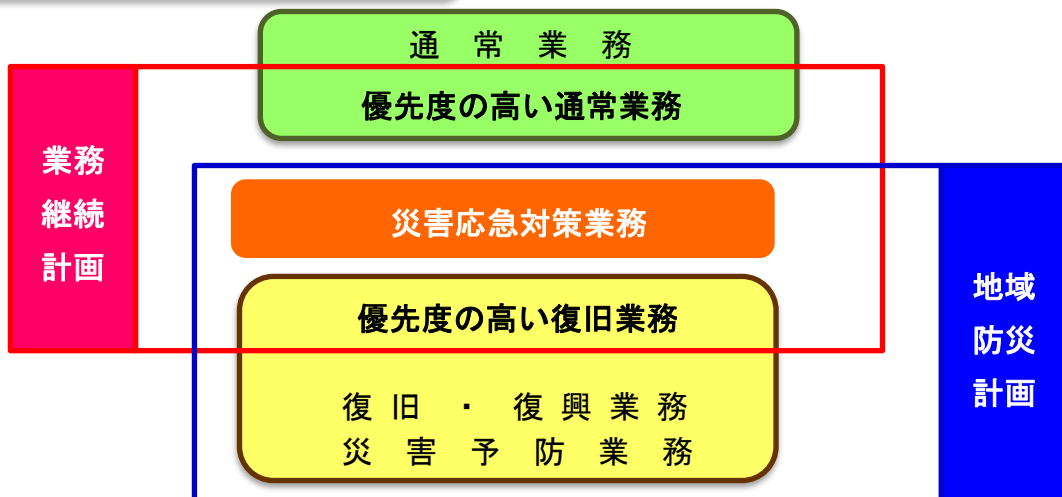 通常業務
優先度の高い通常業務
業務
継続
計画
災害応急対策業務
優先度の高い復旧業務
復旧・復興業務
災害予防業務
地域
防災
計画